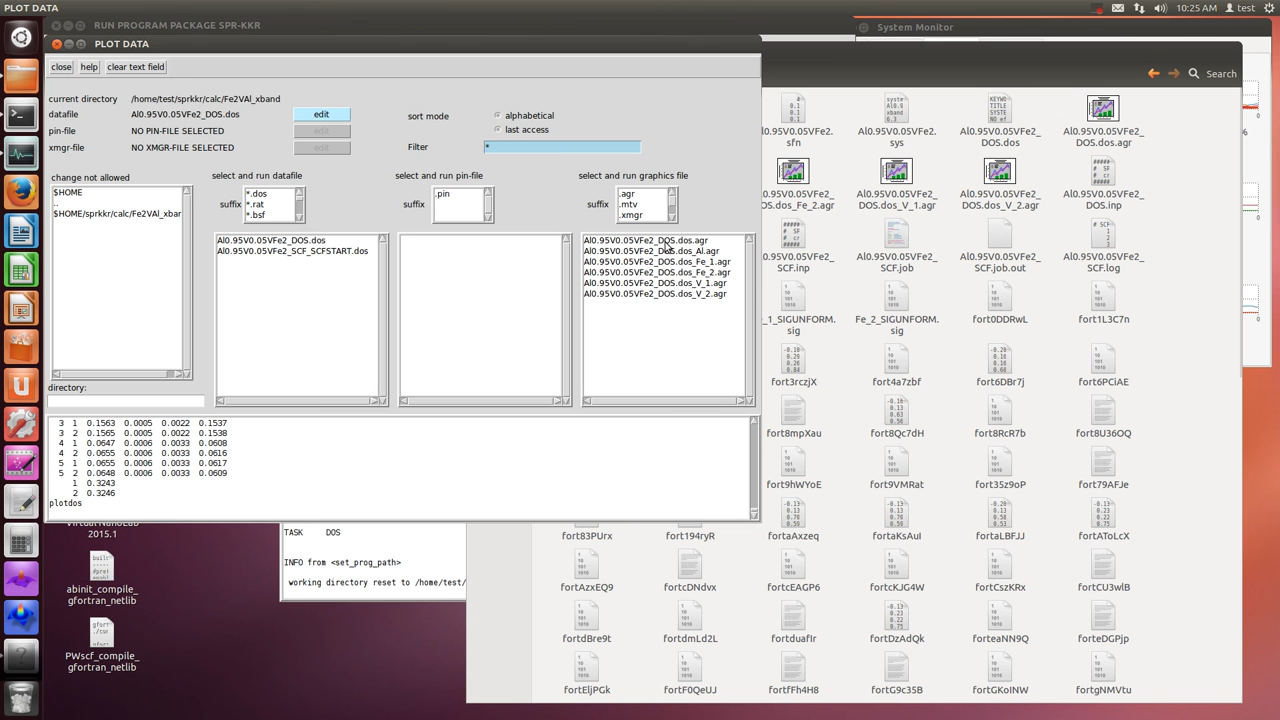 PLOT DATA
10:25 AM
test
RUN PROGRAM PACKAGE SPR-KKR
System Monitor
PLOT DATA
close help clear text field
Search
current directory /home/test/sprkkr/calc/Fe2VAl_xband
datafile Al0.95V0.05VFe2_DOS.dos edit
pin-file NO PIN-FILE SELECTED edit
xmgr-file NO XMGR-FILE SELECTED edit
sort mode alphabetical
last access
Filter *
change not allowed
$HOME
..
$HOME/sprkkr/calc/Fe2VAl_xbar
directory:
select and run datafile
suffix
*.dos
*.rat
*.bsf
Al0.95V0.05VFe2_DOS.dos
Al0.95V0.05VFe2_SCF_SCFSTART.dos
select and run pin-file
suffix .pin
select and run graphics file
suffix
.agr
.mtv
.xmgr
Al0.95V0.05VFe2_DOS.dos.agr
Al0.95V0.05VFe2_DOS.dos_Al.agr
Al0.95V0.05VFe2_DOS.dos_Fe_1.agr
Al0.95V0.05VFe2_DOS.dos_Fe_2.agr
Al0.95V0.05VFe2_DOS.dos_V_1.agr
Al0.95V0.05VFe2_DOS.dos_V_2.agr
3 1 0.1563 0.0005 0.0022 0.1537
3 2 0.1565 0.0005 0.0022 0.1538
4 1 0.0647 0.0006 0.0033 0.0608
4 2 0.0655 0.0006 0.0033 0.0616
5 1 0.0655 0.0006 0.0033 0.0617
5 2 0.0648 0.0006 0.0033 0.0609
1 0.3243
2 0.3246
plotdos
2015.1
abinit_compile_
gfortran_netlib
PWscf_compile_
gfortran_netlib
TASK DOS
INFO from <set_prog_path>
working directory reset to /home/test/
l0.95V0.05VFe2.
sfn
Al0.95V0.05VFe2.
sys
Al0.95V0.05VFe2_
DOS.dos
Al0.95V0.05VFe2_
DOS.dos.agr
DOS.dos_Fe_2.agr
Al0.95V0.05VFe2_
DOS.dos_V_1.agr
Al0.95V0.05VFe2_
DOS.dos_V_2.agr
Al0.95V0.05VFe2_
DOS.inp
l0.95V0.05VFe2_
SCF.inp
Al0.95V0.05VFe2_
SCF.job
Al0.95V0.05VFe2_
SCF.job.out
Al0.95V0.05VFe2_
SCF.log
e_1_SIGUNFORM.
sig
Fe_2_SIGUNFORM.
sig
fort0DDRwL
fort1L3C7n
fort3rczjX fort4a7zbf fort6DBr7j fort6PCiAE
fort8mpXau fort8Qc7dH fort8RcR7b fort8U36OQ
fort9hWYoE fort9VMRat fort35z9oP fort79AFJe
fort83PUrx fort194ryR fortaAxzeq fortaKsAuI fortaLBFJJ fortAToLcX
fortAzxEQ9 fortcDNdvx fortcEAGP6 fortcKJG4W fortCszKRx fortCU3wlB
fortdBre9t fortdmLd2L fortduafIr fortDzAdQk forteaNN9Q forteDGPjp
fortEljPGk fortF0QeUJ fortfFh4H8 fortG9c35B fortGKoINW fortgNMVtu